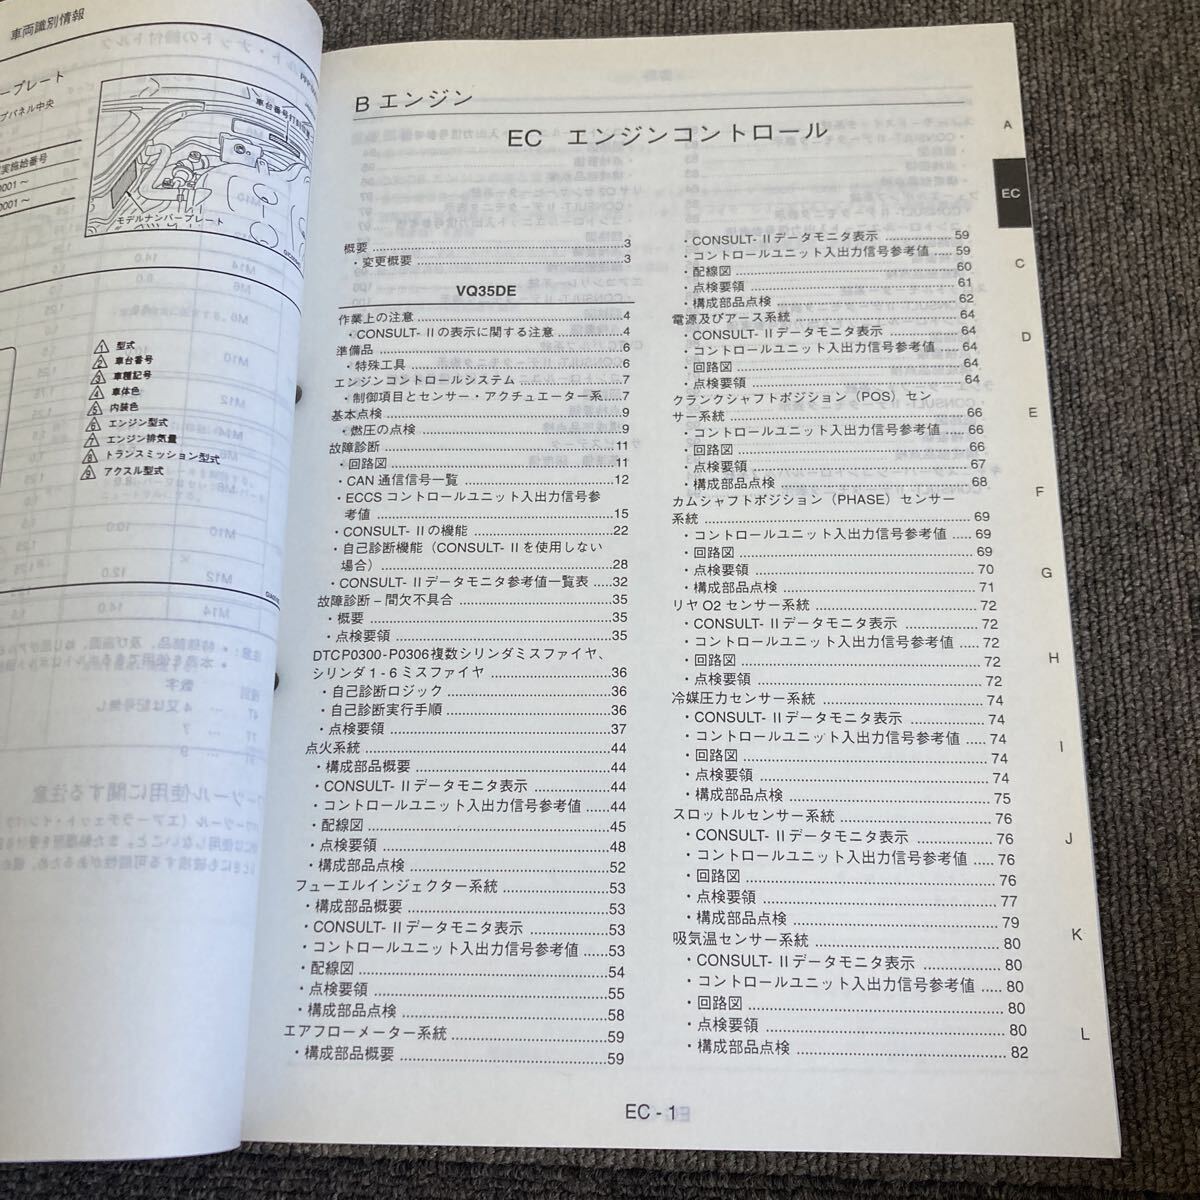 車両識別情報
ープレート
プパネル中央
実施始番号
0001～
0001～
車台番号打刻位置
モデルナンバープレート
1 型式
2 車台番号
3 車種記号
4 車体色
5 内装色
6 エンジン型式
7 エンジン排気量
8 トランスミッション型式
9 アクスル型式
B エンジン
EC エンジンコントロール
概要 3
・変更概要 3
VQ35DE
作業上の注意 4
・CONSULT-Ⅱの表示に関する注意 4
準備品 6
・特殊工具 6
エンジンコントロールシステム 7
・制御項目とセンサー・アクチュエーター系 7
基本点検 9
・燃圧の点検 9
故障診断 11
・回路図 11
・CAN 通信信号一覧 12
・ECCS コントロールユニット入出力信号参
考値 15
・CONSULT-Ⅱの機能 22
・自己診断機能（CONSULT-Ⅱを使用しない
場合） 28
・CONSULT-Ⅱデータモニタ参考値一覧表 32
故障診断－間欠不具合 35
・概要 35
・点検要領 35
DTCP0300-P0306複数シリンダミスファイヤ、
シリンダ1-6ミスファイヤ 36
・自己診断ロジック 36
・自己診断実行手順 36
・点検要領 37
点火系統 44
・構成部品概要 44
・CONSULT-Ⅱデータモニタ表示 44
・コントロールユニット入出力信号参考値 44
・配線図 45
・点検要領 48
・構成部品点検 52
フューエルインジェクター系統 53
・構成部品概要 53
・CONSULT-Ⅱデータモニタ表示 53
・コントロールユニット入出力信号参考値 53
・配線図 54
・点検要領 55
・構成部品点検 58
エアフローメーター系統 59
・構成部品概要 59
・CONSULT-Ⅱデータモニタ表示 59
・コントロールユニット入出力信号参考値 59
・配線図 60
・点検要領 61
・構成部品点検 62
電源及びアース系統 64
・CONSULT-Ⅱデータモニタ表示 64
・コントロールユニット入出力信号参考値 64
・回路図 64
・点検要領 64
クランクシャフトポジション（POS）セン
サー系統 66
・コントロールユニット入出力信号参考値 66
・回路図 66
・点検要領 67
・構成部品点検 68
カムシャフトポジション（PHASE）センサー
系統 69
・コントロールユニット入出力信号参考値 69
・回路図 69
・点検要領 70
・構成部品点検 71
リヤ O2 センサー系統 72
・CONSULT-Ⅱデータモニタ表示 72
・コントロールユニット入出力信号参考値 72
・回路図 72
・点検要領 72
冷媒圧力センサー系統 74
・CONSULT-Ⅱデータモニタ表示 74
・コントロールユニット入出力信号参考値 74
・回路図 74
・点検要領 74
・構成部品点検 75
スロットルセンサー系統 76
・CONSULT-Ⅱデータモニタ表示 76
・コントロールユニット入出力信号参考値 76
・回路図 76
・点検要領 77
・構成部品点検 79
吸気温センサー系統 80
・CONSULT-Ⅱデータモニタ表示 80
・コントロールユニット入出力信号参考値 80
・回路図 80
・点検要領 80
・構成部品点検 82
A
EC
C
D
E
F
G
H
I
J
K
L
EC - 1